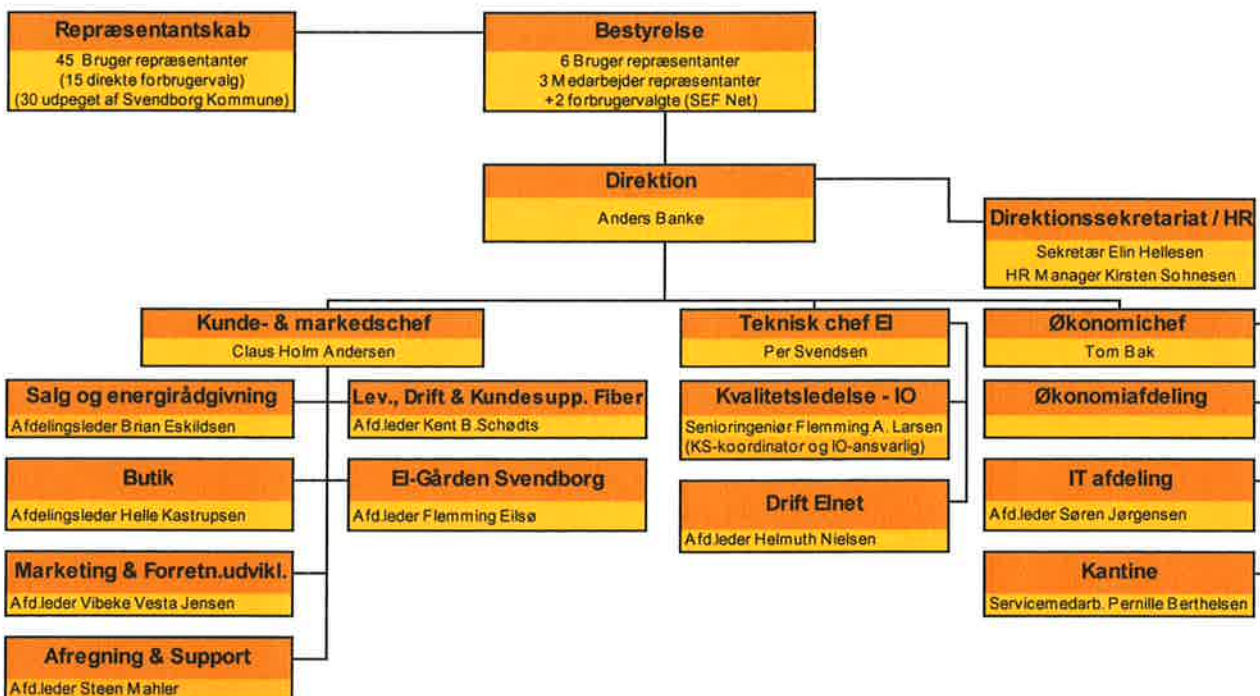 Repræsentantskab
45 Bruger repræsentanter
(15 direkte forbrugervalg)
(30 udpeget af Svendborg Kommune)
Bestyrelse
6 Bruger repræsentanter
3 Medarbejder repræsentanter
+2 forbrugervalgte (SEF Net)
Direktion
Anders Banke
Direktionssekretariat / HR
Sekretær Elin Hellesen
HR Manager Kirsten Sohnesen
Kunde- & markedschef
Claus Holm Andersen
Salg og energirådgivning
Afdelingsleder Brian Eskildsen
Lev., Drift & Kundesupp. Fiber
Afd.leder Kent B.Schødts
Butik
Afdelingsleder Helle Kastrupsen
El-Gården Svendborg
Afd.leder Flemming Eilsø
Marketing & Forretn.udvikl.
Afd.leder Vibeke Vesta Jensen
Afregning & Support
Afd.leder Steen Mahler
Teknisk chef El
Per Svendsen
Kvalitetsledelse - IO
Senioringeniør Flemming A. Larsen
(KS-koordinator og IO-ansvarlig)
Drift Elnet
Afd.leder Helmuth Nielsen
Økonomichef
Tom Bak
Økonomiafdeling
IT afdeling
Afd.leder Søren Jørgensen
Kantine
Servicemedarb. Pernille Berthelsen